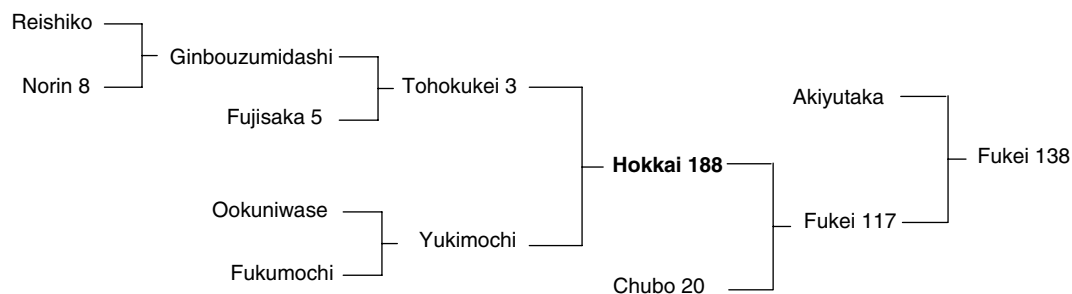 Reishiko
Norin 8
Ginbouzumidashi
Fujisaka 5
Tohokukei 3
Ookuniwase
Fukumochi
Yukimochi
Hokkai 188
Chubo 20
Akiyutaka
Fukei 117
Fukei 138